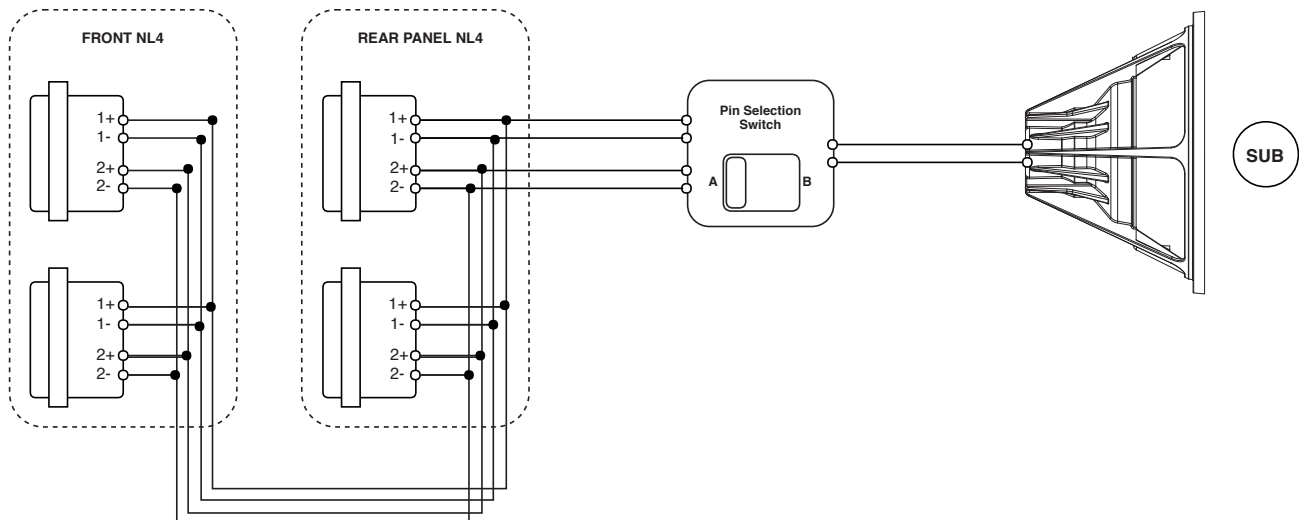 FRONT NL4
1+
1-
2+
2-
1+
1-
2+
2-
REAR PANEL NL4
1+
1-
2+
2-
1+
1-
2+
2-
Pin Selection
Switch
A B
SUB